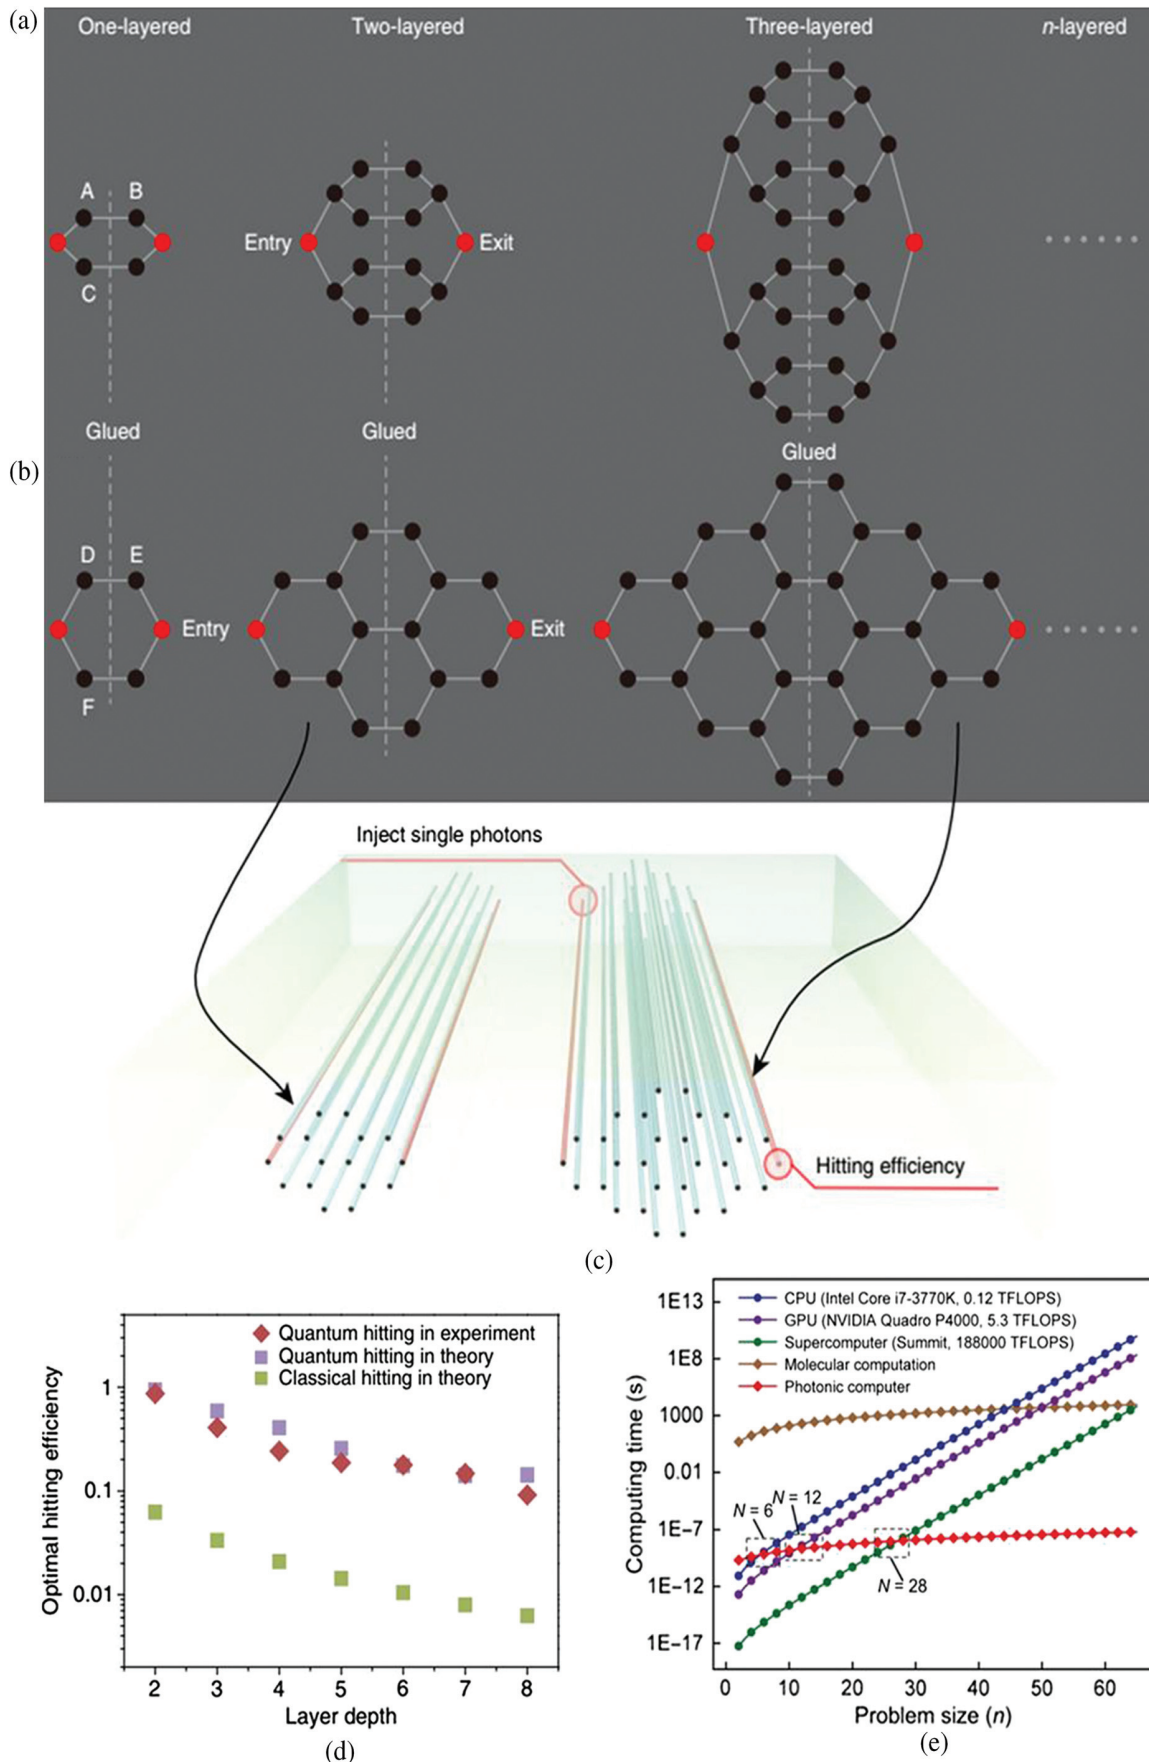 (a)
One-layered
Two-layered
Three-layered
n-layered
A
B
Entry
Exit
C
Glued
Glued
Glued
(b)
D
E
Entry
Exit
F
Inject single photons
Hitting efficiency
(c)
Quantum hitting in experiment
Quantum hitting in theory
Classical hitting in theory
Optimal hitting efficiency
1
0.1
0.01
2
3
4
5
6
7
8
Layer depth
(d)
CPU (Intel Core i7-3770K, 0.12 TFLOPS)
GPU (NVIDIA Quadro P4000, 5.3 TFLOPS)
Supercomputer (Summit, 188000 TFLOPS)
Molecular computation
Photonic computer
Computing time (s)
1E13
1E8
1000
0.01
1E−7
1E−12
1E−17
N = 6
N = 12
N = 28
0
10
20
30
40
50
60
Problem size (n)
(e)